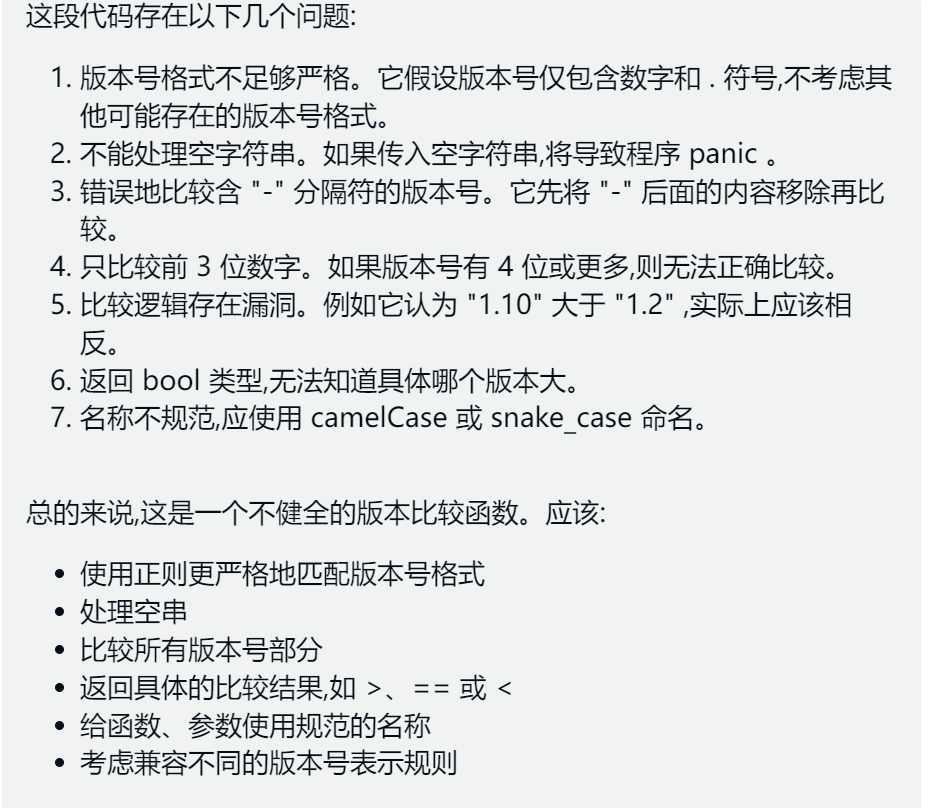 这段代码存在以下几个问题:
1. 版本号格式不足够严格。它假设版本号仅包含数字和 . 符号,不考虑其
他可能存在的版本号格式。
2. 不能处理空字符串。如果传入空字符串,将导致程序 panic 。
3. 错误地比较含 "-" 分隔符的版本号。它先将 "-" 后面的内容移除再比
较。
4. 只比较前 3 位数字。如果版本号有 4 位或更多,则无法正确比较。
5. 比较逻辑存在漏洞。例如它认为 "1.10" 大于 "1.2" ,实际上应该相
反。
6. 返回 bool 类型,无法知道具体哪个版本大。
7. 名称不规范,应使用 camelCase 或 snake_case 命名。
总的来说,这是一个不健全的版本比较函数。应该:
• 使用正则更严格地匹配版本号格式
• 处理空串
• 比较所有版本号部分
• 返回具体的比较结果,如 >、== 或 <
• 给函数、参数使用规范的名称
• 考虑兼容不同的版本号表示规则